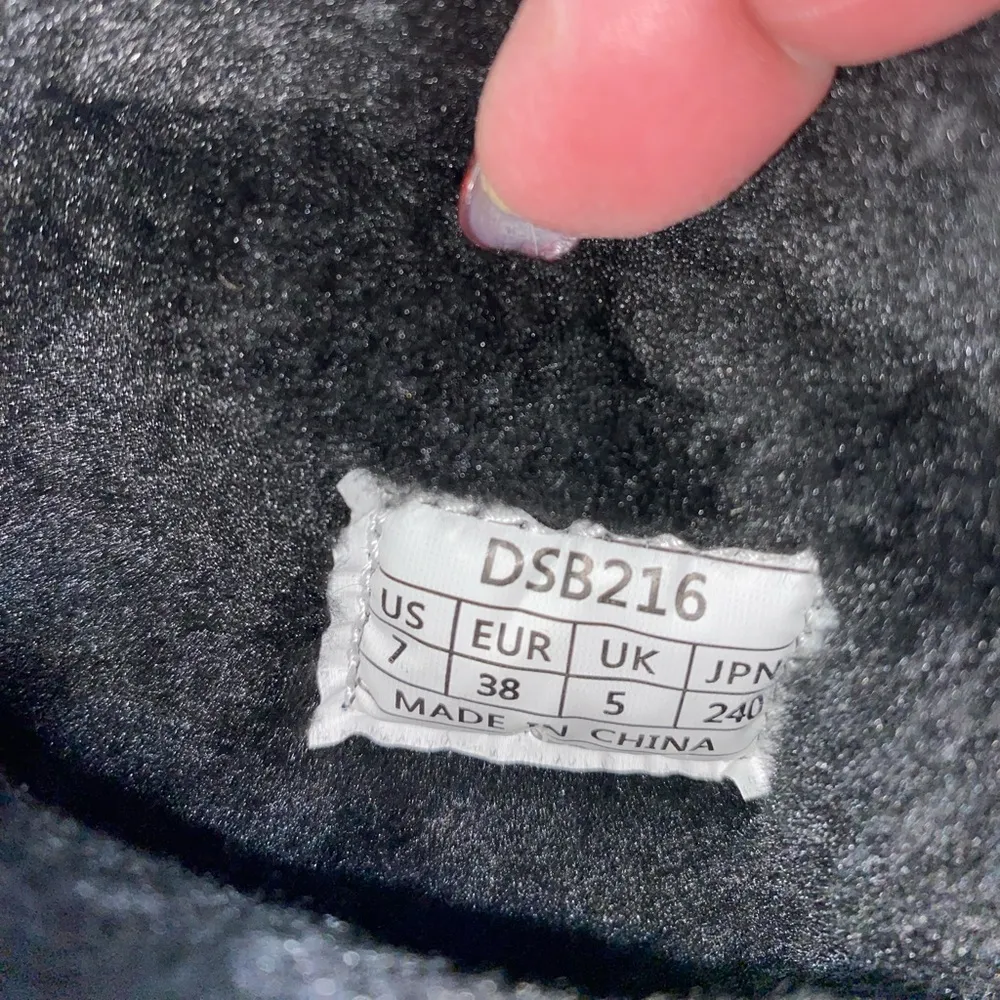 DSB216
US EUR UK JPN
7 38 5 240
MADE IN CHINA